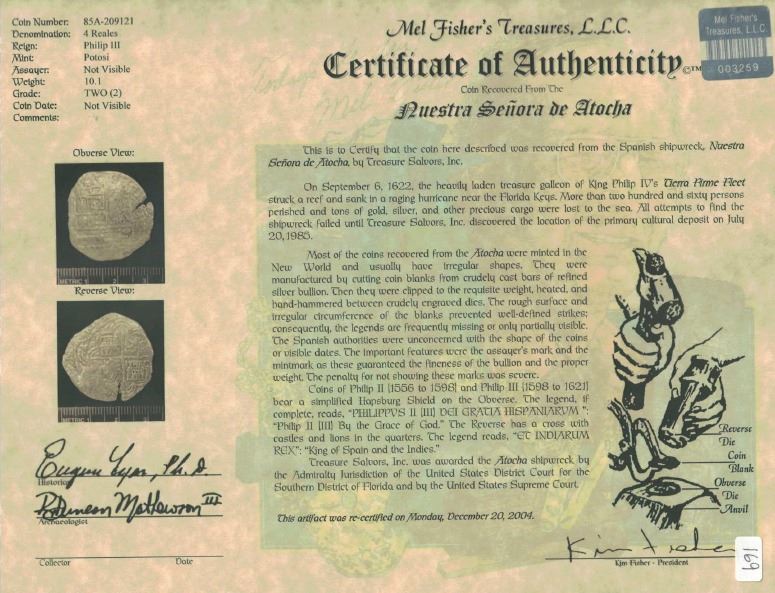 Coin Number: 85A-209121
Denomination: 4 Reales
Reign: Philip III
Mint: Potosi
Assayer: Not Visible
Weight: 10.1
Grade: TWO (2)
Coin Date: Not Visible
Comments:
Mel Fisher's Treasures, L.L.C.
Certificate of Authenticity ©™
Coin Recovered From The
Nuestra Señora de Atocha
Mel Fisher's
Treasures, L.L.C.
003259
This is to Certify that the coin here described was recovered from the Spanish shipwreck, Nuestra
Señora de Atocha, by Treasure Salvors, Inc.
On September 6, 1622, the heavily laden treasure galleon of King Philip IV's Tierra Firme Fleet
struck a reef and sank in a raging hurricane near the Florida Keys. More than two hundred and sixty persons
perished and tons of gold, silver, and other precious cargo were lost to the sea. All attempts to find the
shipwreck failed until Treasure Salvors, Inc. discovered the location of the primary cultural deposit on July
20, 1985.
Most of the coins recovered from the Atocha were minted in the
New World and usually have irregular shapes. They were
manufactured by cutting coin blanks from crudely cast bars of refined
silver bullion. Then they were clipped to the requisite weight, heated, and
hand-hammered between crudely engraved dies. The rough surface and
irregular circumference of the blanks prevented well-defined strikes;
consequently, the legends are frequently missing or only partially visible.
The Spanish authorities were unconcerned with the shape of the coins
or visible dates. The important features were the assayer's mark and the
mintmark as these guaranteed the fineness of the bullion and the proper
weight. The penalty for not showing these marks was severe.
Coins of Philip II [1556 to 1598] and Philip III [1598 to 1621]
bear a simplified Hapsburg Shield on the Obverse. The legend, if
complete, reads, "PHILIPPVS II [III] DEI GRATIA HISPANIARVM ":
"Philip II [III] By the Grace of God." The Reverse has a cross with
castles and lions in the quarters. The legend reads, "ET INDIARUM
REX": "King of Spain and the Indies."
Treasure Salvors, Inc. was awarded the Atocha shipwreck by
the Admiralty Jurisdiction of the United States District Court for the
Southern District of Florida and by the United States Supreme Court.
This artifact was re-certified on Monday, December 20, 2004.
Obverse View:
METRIC 1 2 3
Reverse View:
METRIC 1
Eugene Lyon, Ph.D.
Historian
R. Duncan Mathewson III
Archaeologist
Collector Date
Reverse
Die
Coin
Blank
Obverse
Die
Anvil
Kim Fisher
Kim Fisher - President
169